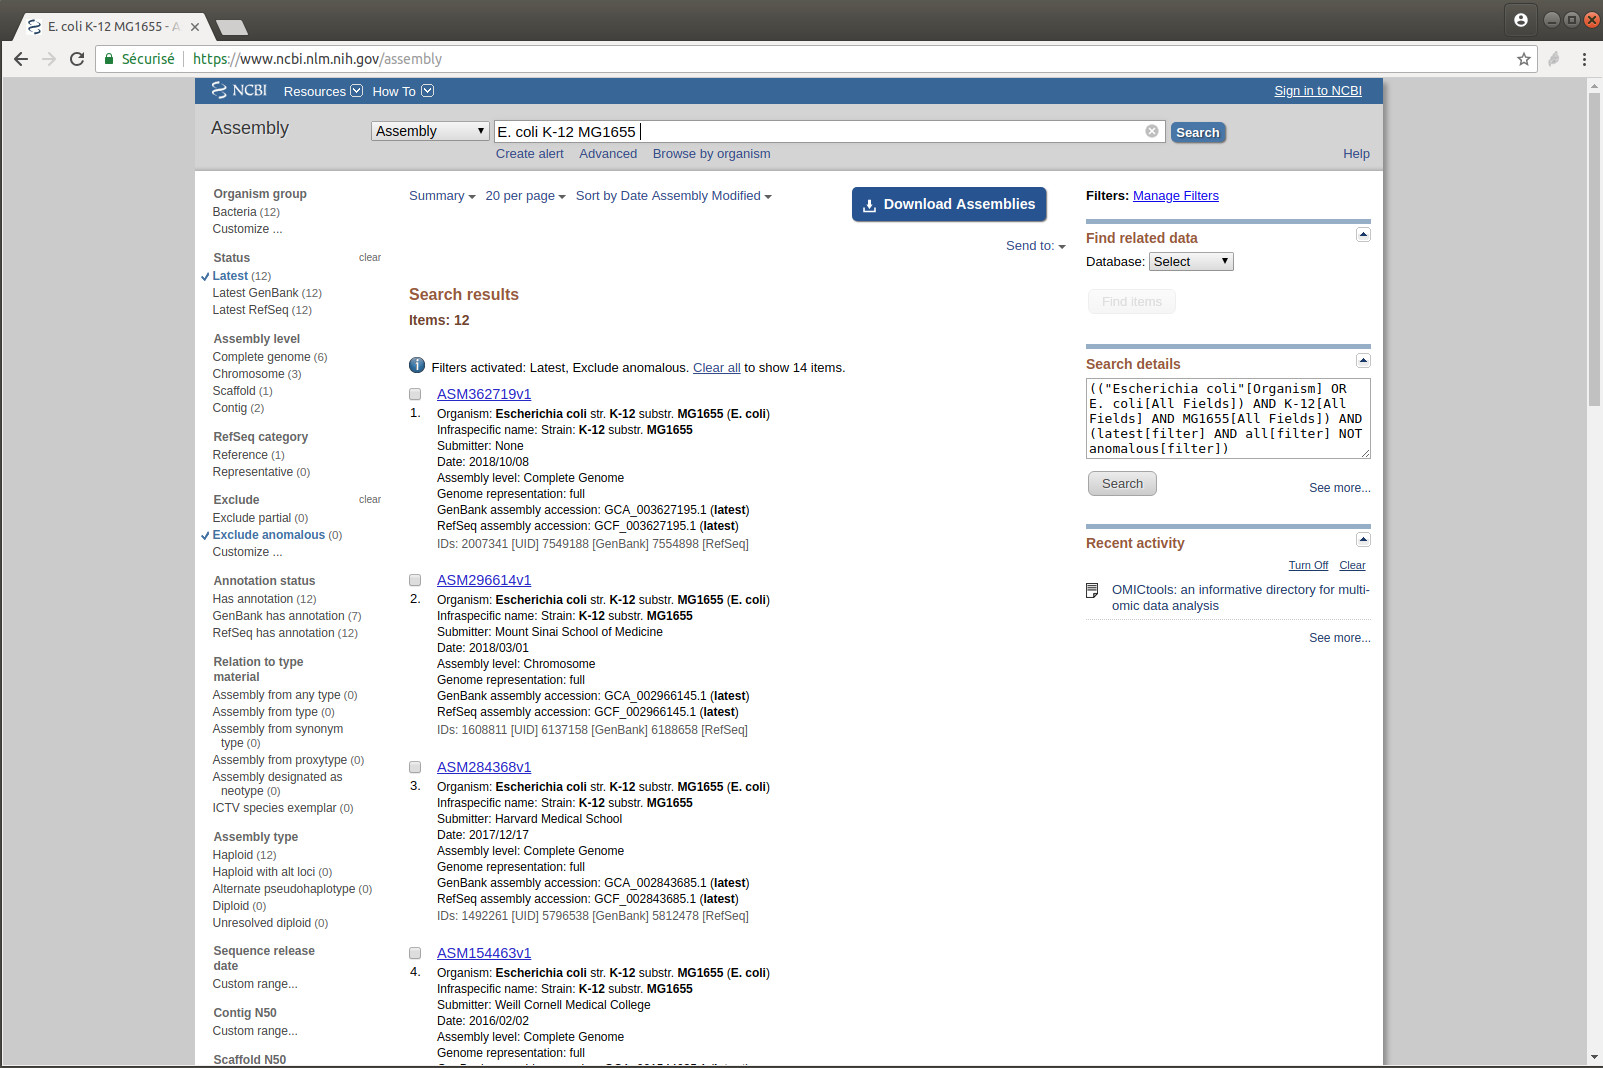 E. coli K-12 MG1655 - A
Sécurisé
https://www.ncbi.nlm.nih.gov/assembly
NCBI Resources How To Sign in to NCBI
Assembly
Assembly E. coli K-12 MG1655 Search
Create alert Advanced Browse by organism Help
Organism group
Bacteria (12)
Customize ...
Status clear
Latest (12)
Latest GenBank (12)
Latest RefSeq (12)
Assembly level
Complete genome (6)
Chromosome (3)
Scaffold (1)
Contig (2)
RefSeq category
Reference (1)
Representative (0)
Exclude clear
Exclude partial (0)
Exclude anomalous (0)
Customize ...
Annotation status
Has annotation (12)
GenBank has annotation (7)
RefSeq has annotation (12)
Relation to type
material
Assembly from any type (0)
Assembly from type (0)
Assembly from synonym
type (0)
Assembly from proxytype (0)
Assembly designated as
neotype (0)
ICTV species exemplar (0)
Assembly type
Haploid (12)
Haploid with alt loci (0)
Alternate pseudohaplotype (0)
Diploid (0)
Unresolved diploid (0)
Sequence release
date
Custom range...
Contig N50
Custom range...
Scaffold N50
Summary 20 per page Sort by Date Assembly Modified
Download Assemblies
Send to:
Search results
Items: 12
Filters activated: Latest, Exclude anomalous. Clear all to show 14 items.
ASM362719v1
1. Organism: Escherichia coli str. K-12 substr. MG1655 (E. coli)
Infraspecific name: Strain: K-12 substr. MG1655
Submitter: None
Date: 2018/10/08
Assembly level: Complete Genome
Genome representation: full
GenBank assembly accession: GCA_003627195.1 (latest)
RefSeq assembly accession: GCF_003627195.1 (latest)
IDs: 2007341 [UID] 7549188 [GenBank] 7554898 [RefSeq]
ASM296614v1
2. Organism: Escherichia coli str. K-12 substr. MG1655 (E. coli)
Infraspecific name: Strain: K-12 substr. MG1655
Submitter: Mount Sinai School of Medicine
Date: 2018/03/01
Assembly level: Chromosome
Genome representation: full
GenBank assembly accession: GCA_002966145.1 (latest)
RefSeq assembly accession: GCF_002966145.1 (latest)
IDs: 1608811 [UID] 6137158 [GenBank] 6188658 [RefSeq]
ASM284368v1
3. Organism: Escherichia coli str. K-12 substr. MG1655 (E. coli)
Infraspecific name: Strain: K-12 substr. MG1655
Submitter: Harvard Medical School
Date: 2017/12/17
Assembly level: Complete Genome
Genome representation: full
GenBank assembly accession: GCA_002843685.1 (latest)
RefSeq assembly accession: GCF_002843685.1 (latest)
IDs: 1492261 [UID] 5796538 [GenBank] 5812478 [RefSeq]
ASM154463v1
4. Organism: Escherichia coli str. K-12 substr. MG1655 (E. coli)
Infraspecific name: Strain: K-12 substr. MG1655
Submitter: Weill Cornell Medical College
Date: 2016/02/02
Assembly level: Complete Genome
Genome representation: full
Filters: Manage Filters
Find related data
Database: Select
Find items
Search details
(("Escherichia coli"[Organism] OR
E. coli[All Fields]) AND K-12[All
Fields] AND MG1655[All Fields]) AND
(latest[filter] AND all[filter] NOT
anomalous[filter])
Search
See more...
Recent activity
Turn Off Clear
OMICtools: an informative directory for multi-
omic data analysis
See more...